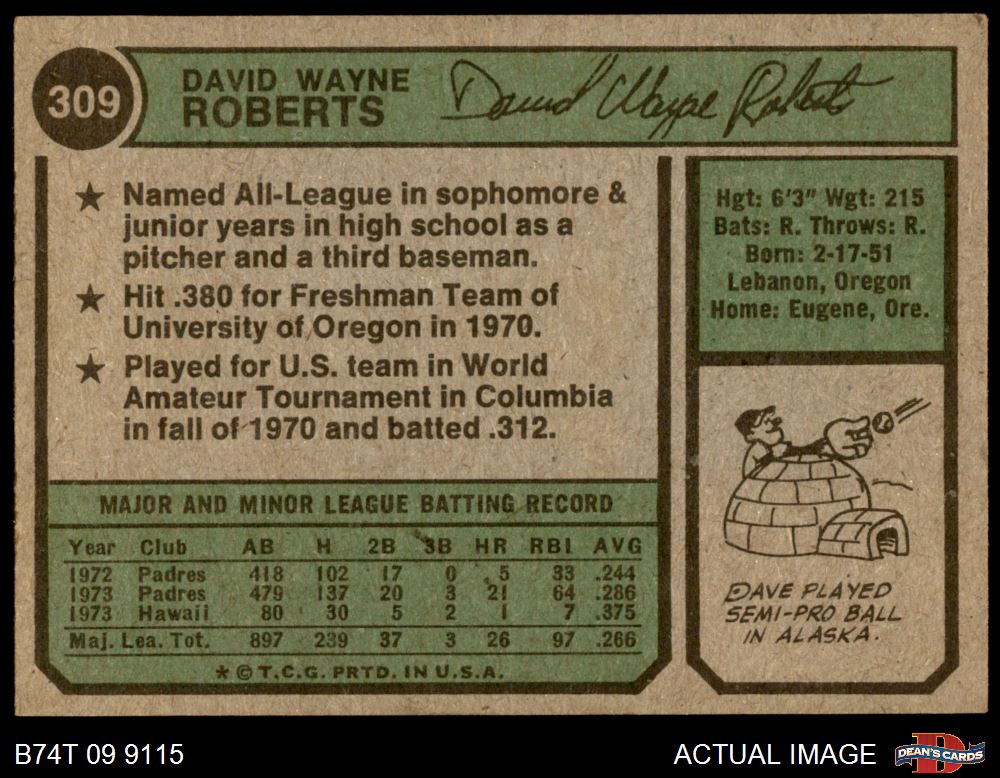 309
DAVID WAYNE
ROBERTS
David Wayne Roberts
★ Named All-League in sophomore &
junior years in high school as a
pitcher and a third baseman.
★ Hit .380 for Freshman Team of
University of Oregon in 1970.
★ Played for U.S. team in World
Amateur Tournament in Columbia
in fall of 1970 and batted .312.
Hgt: 6'3" Wgt: 215
Bats: R. Throws: R.
Born: 2-17-51
Lebanon, Oregon
Home: Eugene, Ore.
DAVE PLAYED
SEMI-PRO BALL
IN ALASKA.
MAJOR AND MINOR LEAGUE BATTING RECORD
Year Club AB H 2B 3B HR RBI AVG
1972 Padres 418 102 17 0 5 33 .244
1973 Padres 479 137 20 3 21 64 .286
1973 Hawaii 80 30 5 2 1 7 .375
Maj. Lea. Tot. 897 239 37 3 26 97 .266
* © T.C.G. PRTD. IN U.S.A.
B74T 09 9115
ACTUAL IMAGE
DEAN'S CARDS